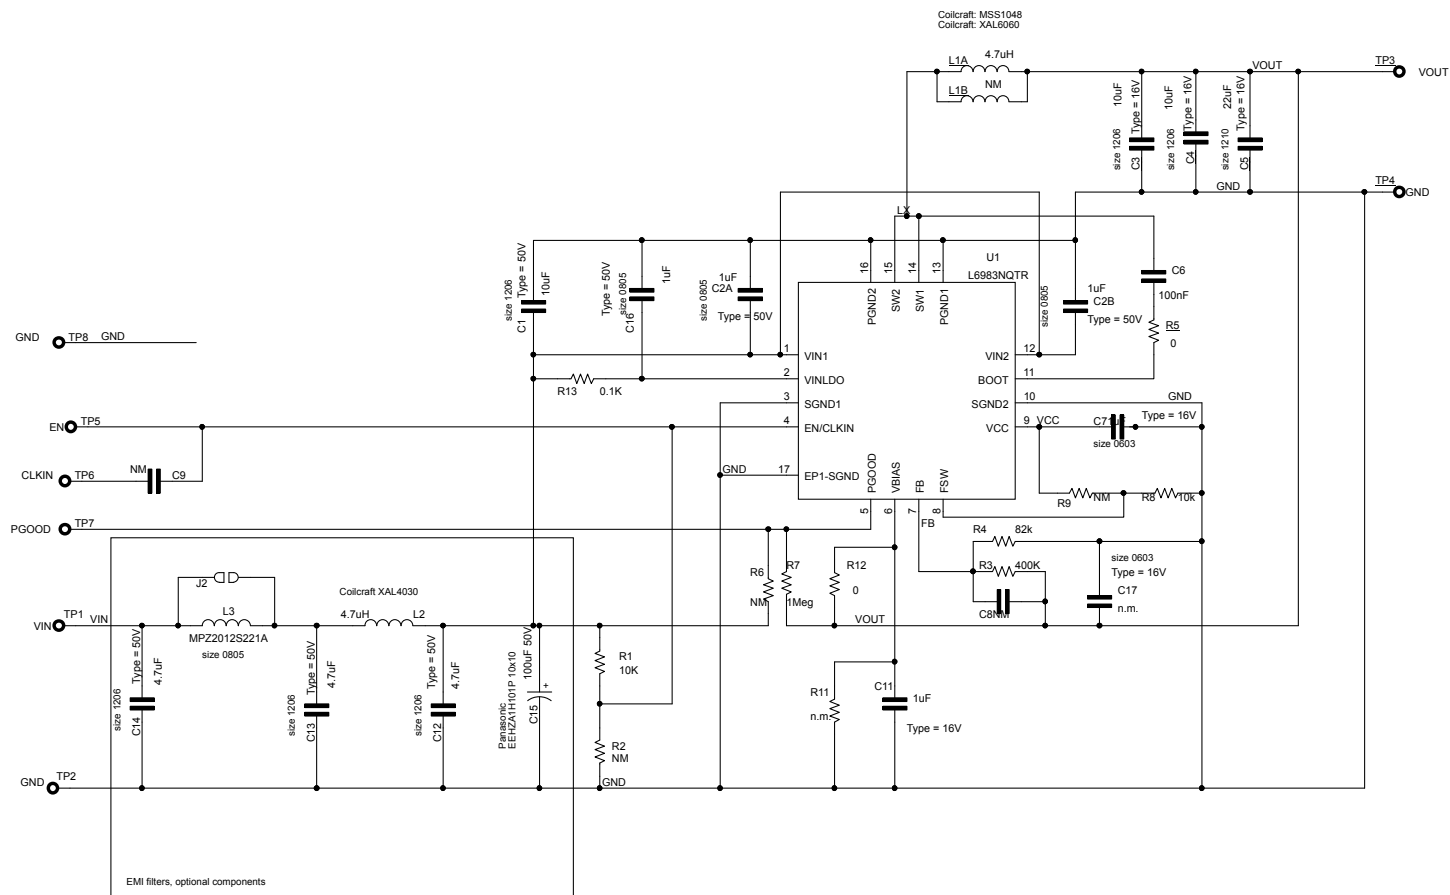 Coilcraft: MSS1048
Coilcraft: XAL6060
L1A
4.7uH
L1B
NM
VOUT
TP3
VOUT
10uF
Type = 16V
size 1206
C3
10uF
Type = 16V
size 1206
C4
22uF
Type = 16V
size 1210
C5
GND
TP4
GND
LX
size 1206
Type = 50V
10uF
C1
Type = 50V
size 0805
1uF
C16
size 0805
1uF
C2A
Type = 50V
16
15
14
13
U1
L6983NQTR
PGND2
SW2
SW1
PGND1
size 0805
1uF
C2B
Type = 50V
C6
100nF
R5
0
GND
TP8
GND
1
VIN1
VIN2
12
R13
0.1K
2
VINLDO
BOOT
11
3
SGND1
SGND2
10
GND
EN
TP5
4
EN/CLKIN
VCC
9
VCC
C7
1uF
Type = 16V
size 0603
CLKIN
TP6
NM
C9
GND
17
EP1-SGND
PGOOD
VBIAS
FB
FSW
R9
NM
R8
10k
PGOOD
TP7
5
6
7
8
FB
R4
82k
R6
NM
R7
1Meg
R12
0
R3
400K
C8
NM
size 0603
Type = 16V
C17
n.m.
J2
L3
MPZ2012S221A
size 0805
Coilcraft XAL4030
4.7uH
L2
VIN
TP1
VIN
VOUT
Type = 50V
4.7uF
size 1206
C14
Type = 50V
4.7uF
size 1206
C13
Type = 50V
4.7uF
size 1206
C12
Panasonic
EEHZA1H101P 10x10
100uF 50V
+
C15
R1
10K
R2
NM
R11
n.m.
C11
1uF
Type = 16V
GND
TP2
GND
EMI filters, optional components